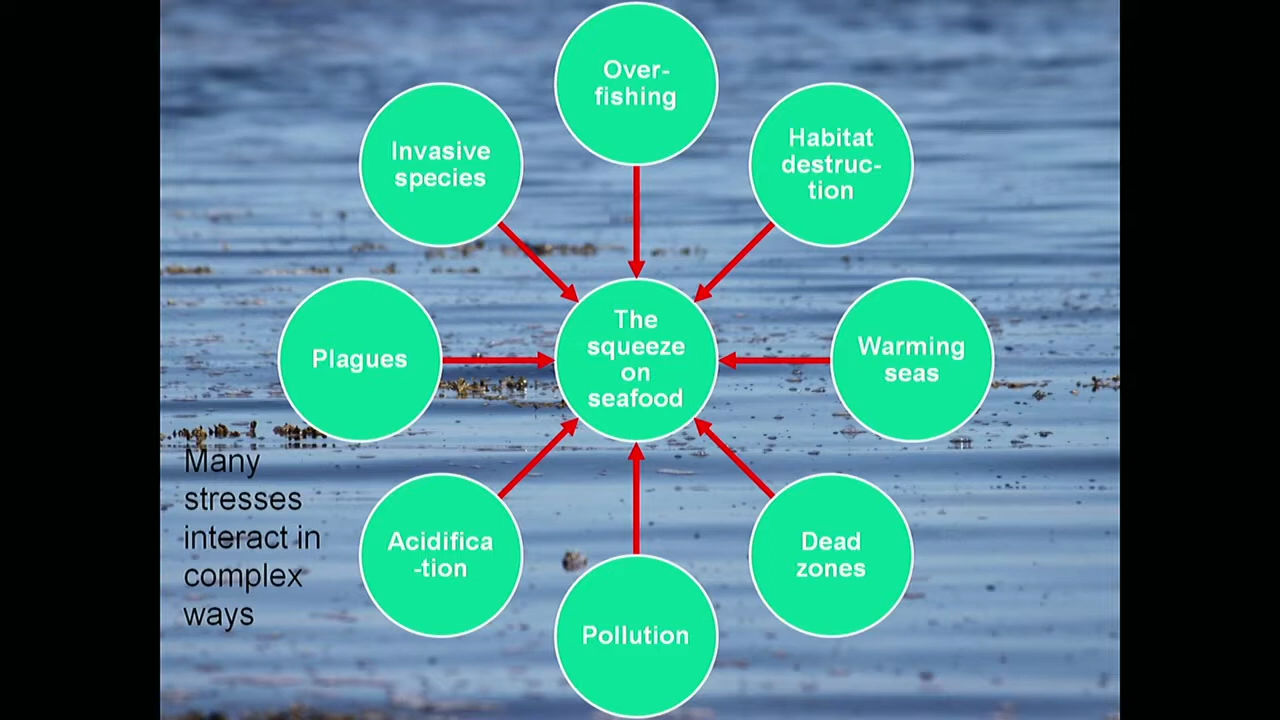 Over-
fishing
Invasive
species
Habitat
destruc-
tion
Plagues
The
squeeze
on
seafood
Warming
seas
Many
stresses
interact in
complex
ways
Acidifica
-tion
Dead
zones
Pollution